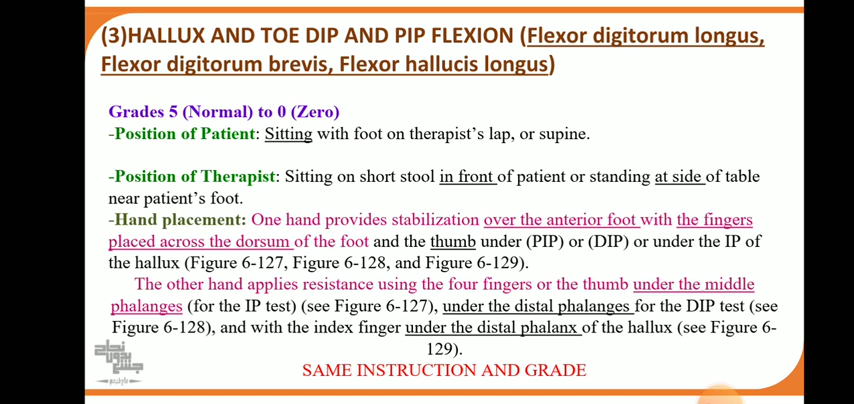 (3)HALLUX AND TOE DIP AND PIP FLEXION (Flexor digitorum longus,
Flexor digitorum brevis, Flexor hallucis longus)
Grades 5 (Normal) to 0 (Zero)
-Position of Patient: Sitting with foot on therapist's lap, or supine.
-Position of Therapist: Sitting on short stool in front of patient or standing at side of table
near patient's foot.
-Hand placement: One hand provides stabilization over the anterior foot with the fingers
placed across the dorsum of the foot and the thumb under (PIP) or (DIP) or under the IP of
the hallux (Figure 6-127, Figure 6-128, and Figure 6-129).
The other hand applies resistance using the four fingers or the thumb under the middle
phalanges (for the IP test) (see Figure 6-127), under the distal phalanges for the DIP test (see
Figure 6-128), and with the index finger under the distal phalanx of the hallux (see Figure 6-
129).
SAME INSTRUCTION AND GRADE